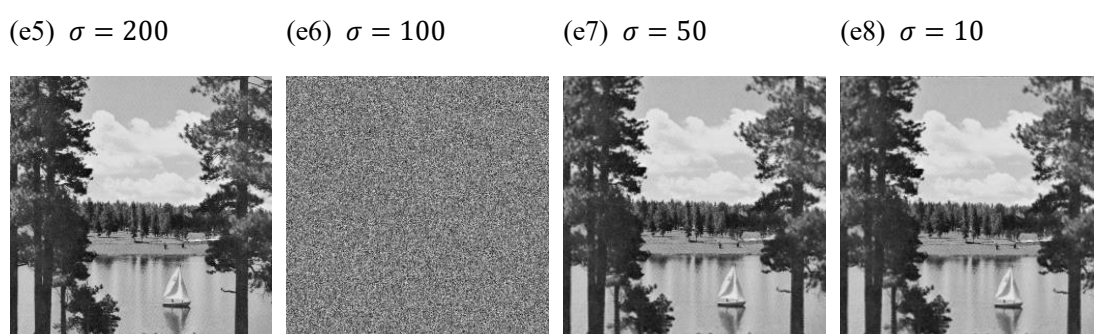 (e5) σ = 200 (e6) σ = 100 (e7) σ = 50 (e8) σ = 10